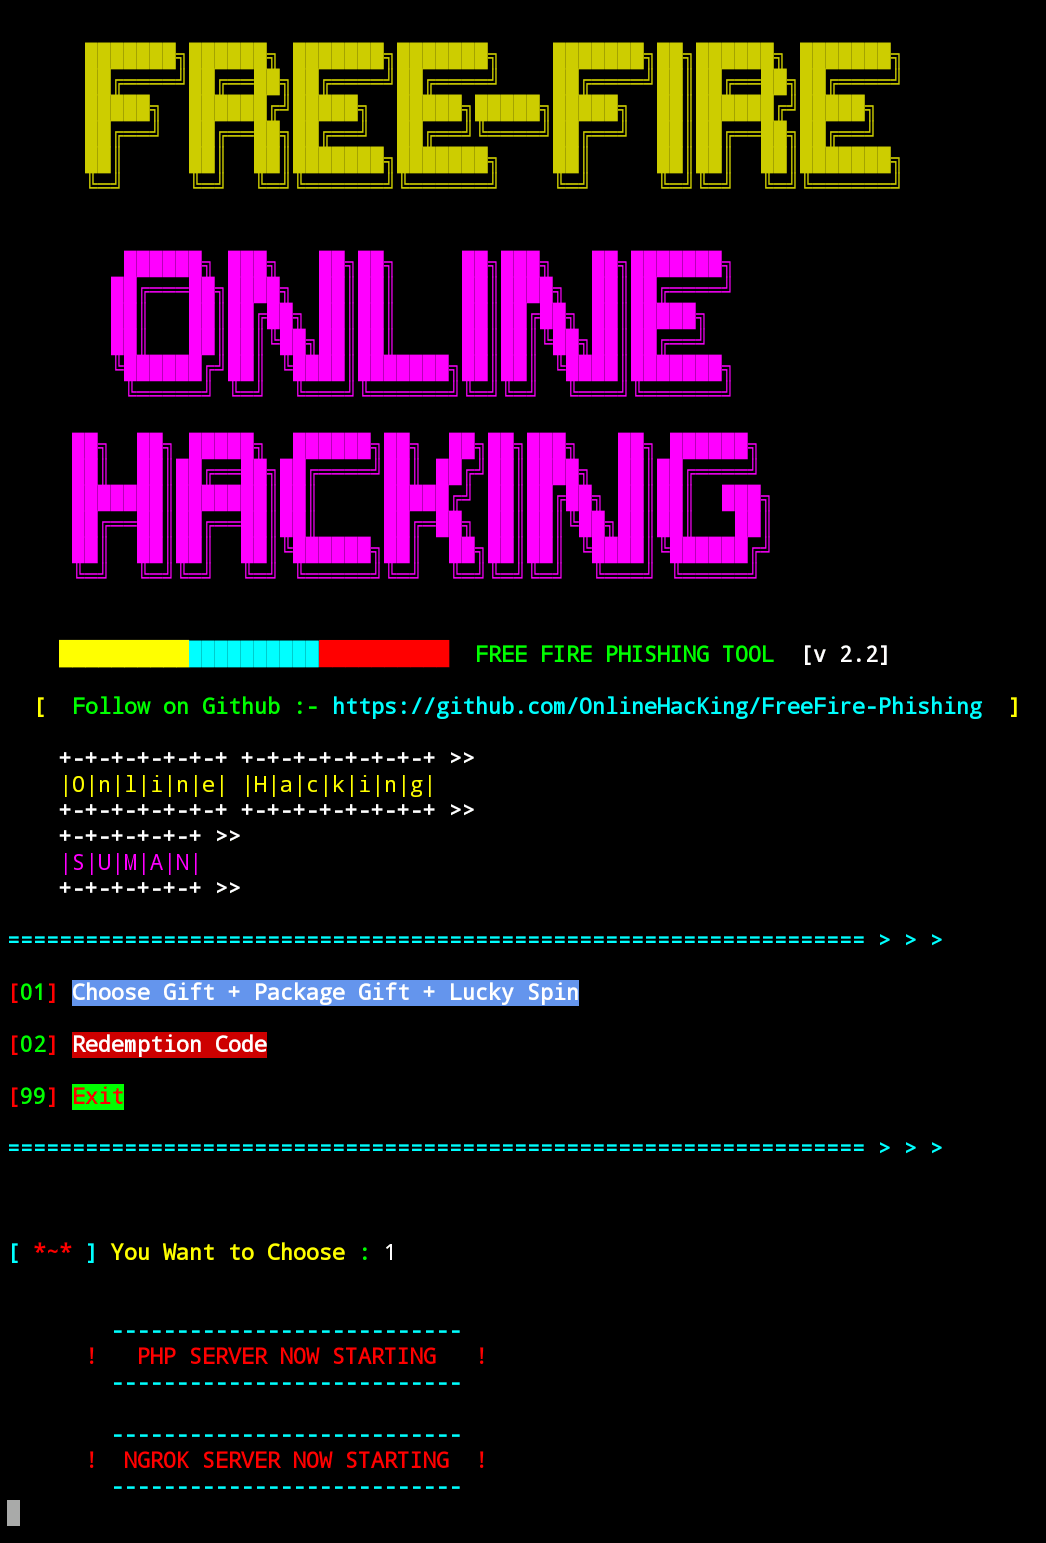 FREE-FIRE
ONLINE
HACKING
FREE FIRE PHISHING TOOL [v 2.2]
[ Follow on Github :- https://github.com/OnlineHacKing/FreeFire-Phishing ]
+-+-+-+-+-+-+ +-+-+-+-+-+-+-+ >>
|O|n|l|i|n|e| |H|a|c|k|i|n|g|
+-+-+-+-+-+-+ +-+-+-+-+-+-+-+ >>
+-+-+-+-+-+ >>
|S|U|M|A|N|
+-+-+-+-+-+ >>
================================================================== > > >
[01] Choose Gift + Package Gift + Lucky Spin
[02] Redemption Code
[99] Exit
================================================================== > > >
[ *~* ] You Want to Choose : 1
---------------------------
! PHP SERVER NOW STARTING !
---------------------------
---------------------------
! NGROK SERVER NOW STARTING !
---------------------------